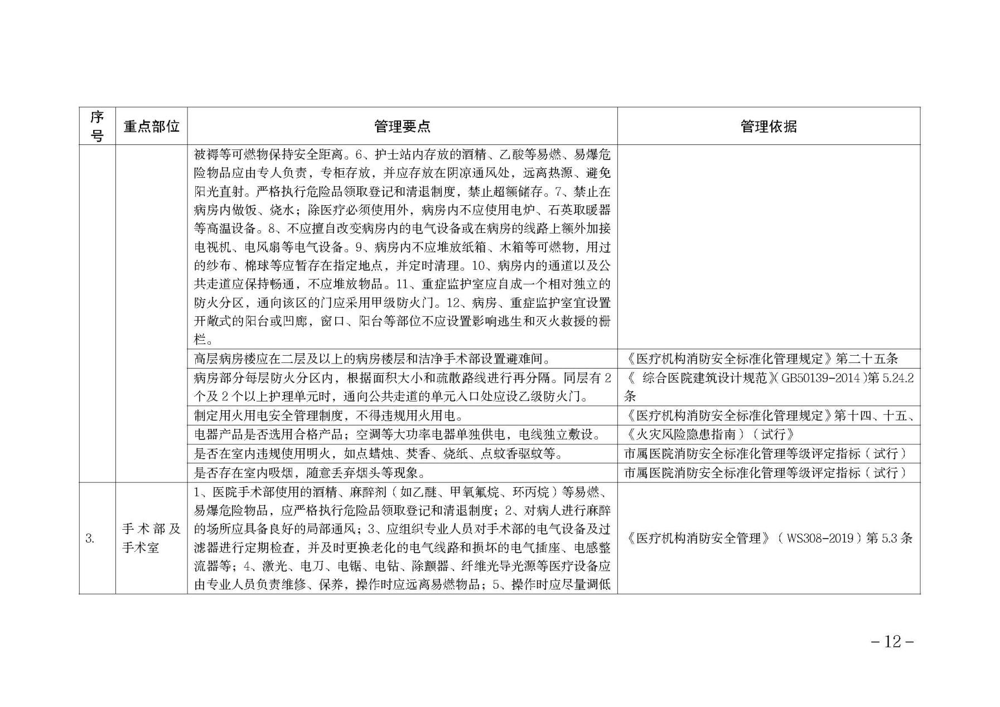 序号
重点部位
管理要点
管理依据
被褥等可燃物保持安全距离。6、护士站内存放的酒精、乙酸等易燃、易爆危
险物品应由专人负责，专柜存放，并应存放在阴凉通风处，远离热源、避免
阳光直射。严格执行危险品领取登记和清退制度，禁止超额储存。7、禁止在
病房内做饭、烧水；除医疗必须使用外，病房内不应使用电炉、石英取暖器
等高温设备。8、不应擅自改变病房内的电气设备或在病房的线路上额外加接
电视机、电风扇等电气设备。9、病房内不应堆放纸箱、木箱等可燃物，用过
的纱布、棉球等应暂存在指定地点，并定时清理。10、病房内的通道以及公
共走道应保持畅通，不应堆放物品。11、重症监护室应自成一个相对独立的
防火分区，通向该区的门应采用甲级防火门。12、病房、重症监护室宜设置
开敞式的阳台或凹廊，窗口、阳台等部位不应设置影响逃生和灭火救援的栅
栏。
高层病房楼应在二层及以上的病房楼层和洁净手术部设置避难间。
《医疗机构消防安全标准化管理规定》第二十五条
病房部分每层防火分区内，根据面积大小和疏散路线进行再分隔。同层有 2
个及 2 个以上护理单元时，通向公共走道的单元入口处应设乙级防火门。
《 综合医院建筑设计规范》（GB50139-2014）第 5.24.2
条
制定用火用电安全管理制度，不得违规用火用电。
《医疗机构消防安全标准化管理规定》第十四、十五、
电器产品是否选用合格产品；空调等大功率电器单独供电，电线独立敷设。
《火灾风险隐患指南）（试行》
是否在室内违规使用明火，如点蜡烛、焚香、烧纸、点蚊香驱蚊等。
市属医院消防安全标准化管理等级评定指标（试行）
是否存在室内吸烟，随意丢弃烟头等现象。
市属医院消防安全标准化管理等级评定指标（试行）
3.
手术部及
手术室
1、医院手术部使用的酒精、麻醉剂（如乙醚、甲氧氟烷、环丙烷）等易燃、
易爆危险物品，应严格执行危险品领取登记和清退制度；2、对病人进行麻醉
的场所应具备良好的局部通风；3、应组织专业人员对手术部的电气设备及过
滤器进行定期检查，并及时更换老化的电气线路和损坏的电气插座、电感整
流器等；4、激光、电刀、电锯、电钻、除颤器、纤维光导光源等医疗设备应
由专业人员负责维修、保养，操作时应远离易燃物品；5、操作时应尽量调低
《医疗机构消防安全管理》（WS308-2019）第 5.3 条
－12－